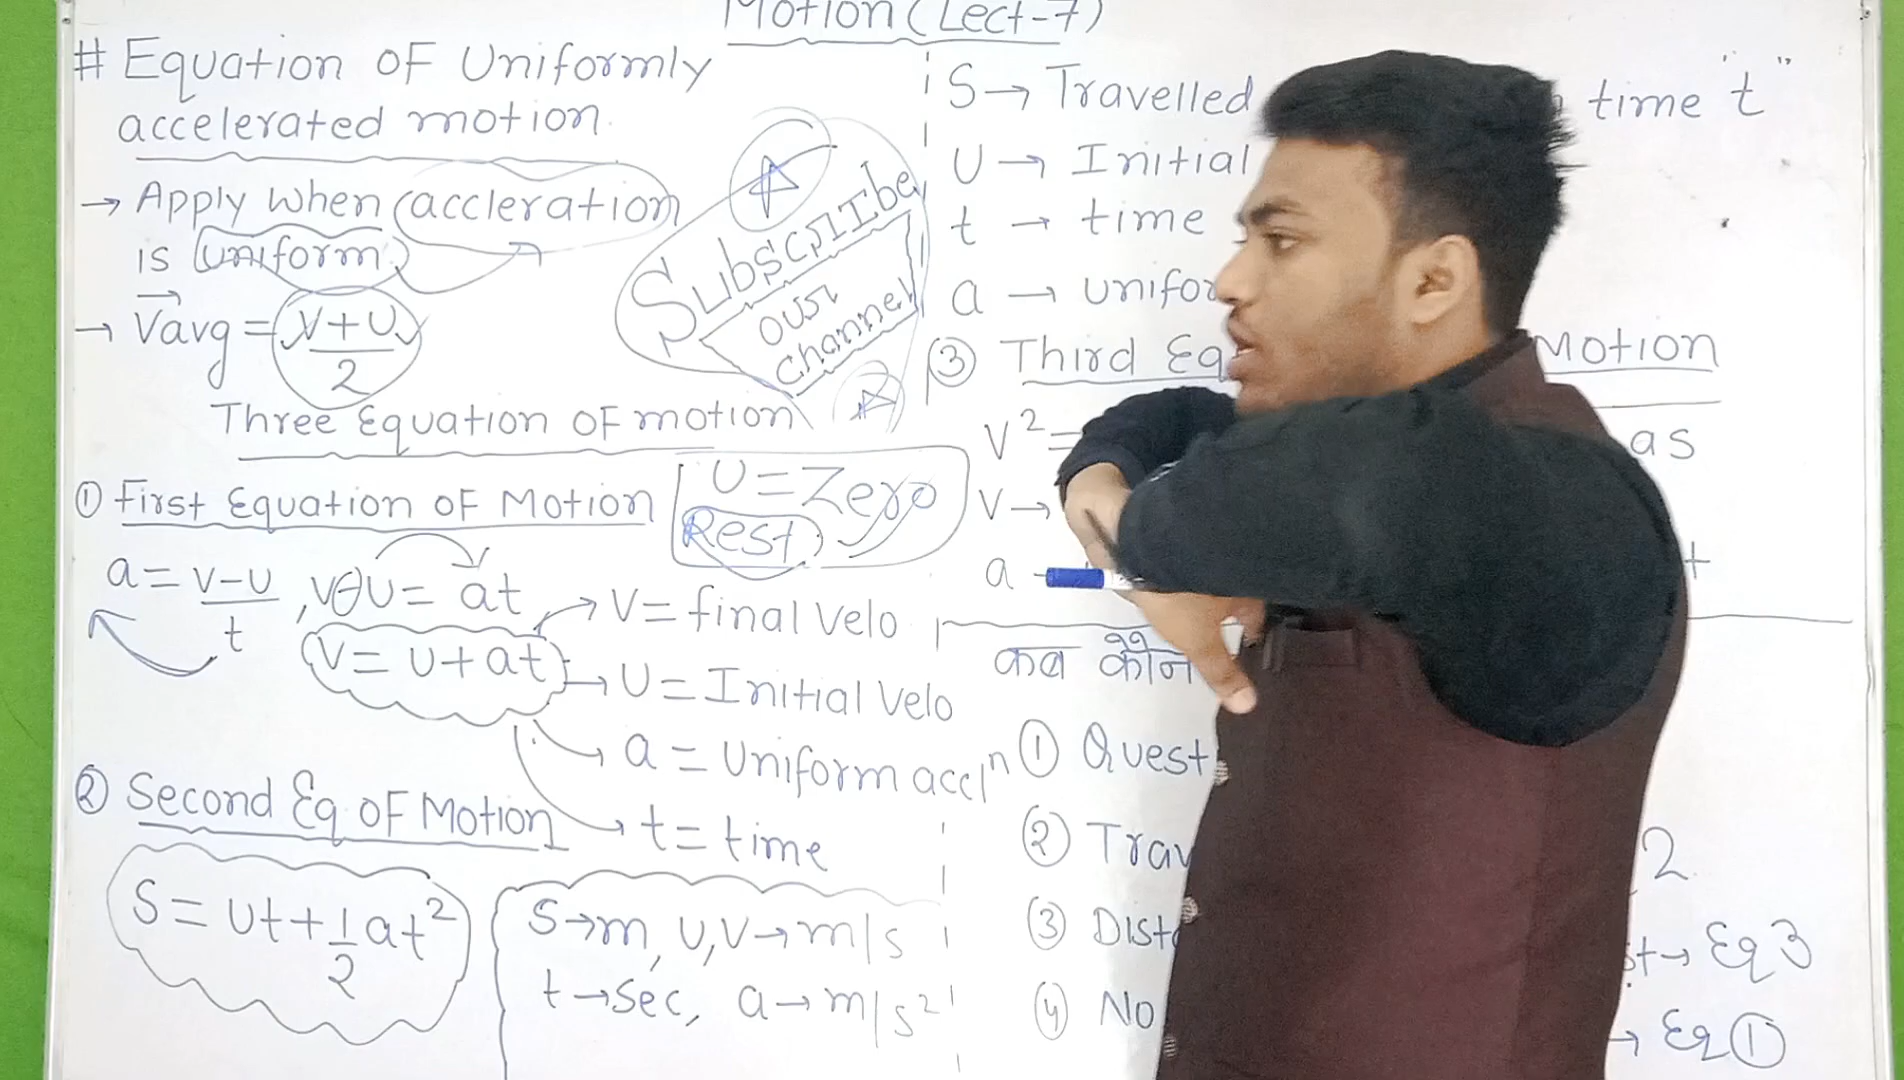 Motion (Lect-7)
# Equation of Uniformly
accelerated motion
→ Apply when accleration
is uniform
→ Vavg = V+U/2
Subscribe
our
channel
Three Equation of motion
① First Equation of Motion
U = Zero
Rest
a = V-U/t , V-U = at
V = U + at
V = final Velo
U = Initial Velo
a = Uniform acclⁿ
t = time
② Second Eq of Motion
S = Ut + 1/2 at²
S→m, U,V→m/s
t→sec, a→m/s²
S→ Travelled time "t"
U→ Initial
t → time
a → unifor
③ Third Eq Motion
V² = as
V→
a
कब कौन
① Quest
② Trav 2
③ Dist st→ Eq 3
④ No → Eq ①